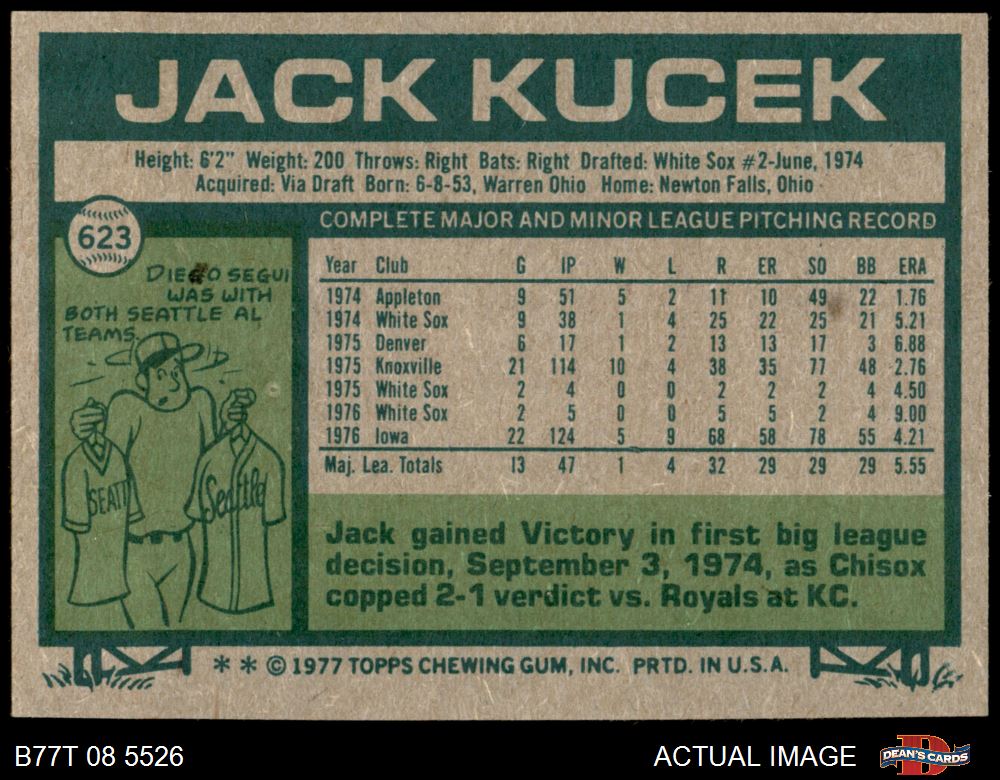 JACK KUCEK
Height: 6'2" Weight: 200 Throws: Right Bats: Right Drafted: White Sox #2-June, 1974
Acquired: Via Draft Born: 6-8-53, Warren Ohio Home: Newton Falls, Ohio
623
COMPLETE MAJOR AND MINOR LEAGUE PITCHING RECORD
DIEGO SEGUI
WAS WITH
BOTH SEATTLE AL
TEAMS.
SEATT
Seattle
Year Club G IP W L R ER SO BB ERA
1974 Appleton 9 51 5 2 11 10 49 22 1.76
1974 White Sox 9 38 1 4 25 22 25 21 5.21
1975 Denver 6 17 1 2 13 13 17 3 6.88
1975 Knoxville 21 114 10 4 38 35 77 48 2.76
1975 White Sox 2 4 0 0 2 2 2 4 4.50
1976 White Sox 2 5 0 0 5 5 2 4 9.00
1976 Iowa 22 124 5 9 68 58 78 55 4.21
Maj. Lea. Totals 13 47 1 4 32 29 29 29 5.55
Jack gained Victory in first big league
decision, September 3, 1974, as Chisox
copped 2-1 verdict vs. Royals at KC.
* * © 1977 TOPPS CHEWING GUM, INC. PRTD. IN U.S.A.
B77T 08 5526
ACTUAL IMAGE
D
DEAN'S CARDS